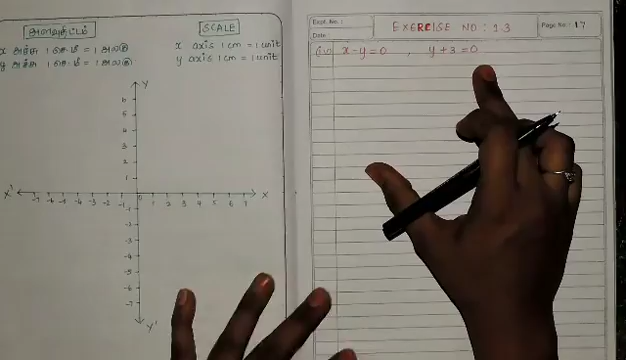 அளவுத்திட்டம்
x அச்சு 1 செ.மீ = 1 அலகு
y அச்சு 1 செ.மீ = 1 அலகு
SCALE
x axis 1 cm = 1 unit
y axis 1 cm = 1 unit
Expt. No. :
Date :
EXERCISE NO : 1.3
Page No : 17
(iv) x-y=0 , y+3=0
Y
6
5
4
3
2
1
X' -7 -6 -5 -4 -3 -2 -1 0 1 2 3 4 5 6 7 X
-1
-2
-3
-4
-5
-6
-7
Y'